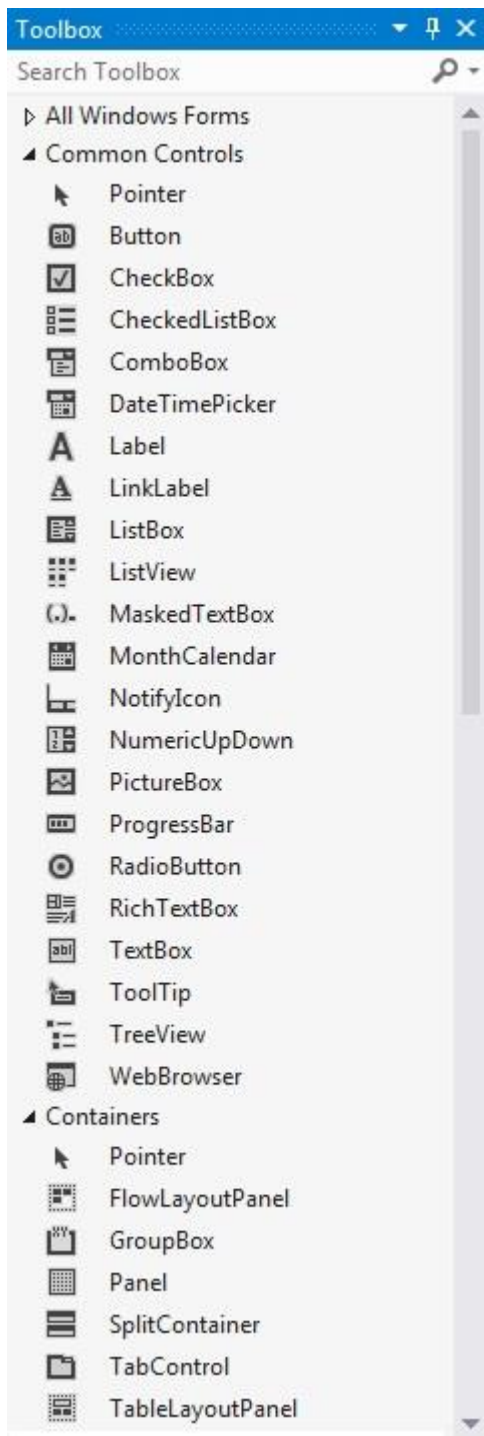 Toolbox
Search Toolbox
All Windows Forms
Common Controls
Pointer
Button
CheckBox
CheckedListBox
ComboBox
DateTimePicker
Label
LinkLabel
ListBox
ListView
MaskedTextBox
MonthCalendar
NotifyIcon
NumericUpDown
PictureBox
ProgressBar
RadioButton
RichTextBox
TextBox
ToolTip
TreeView
WebBrowser
Containers
Pointer
FlowLayoutPanel
GroupBox
Panel
SplitContainer
TabControl
TableLayoutPanel